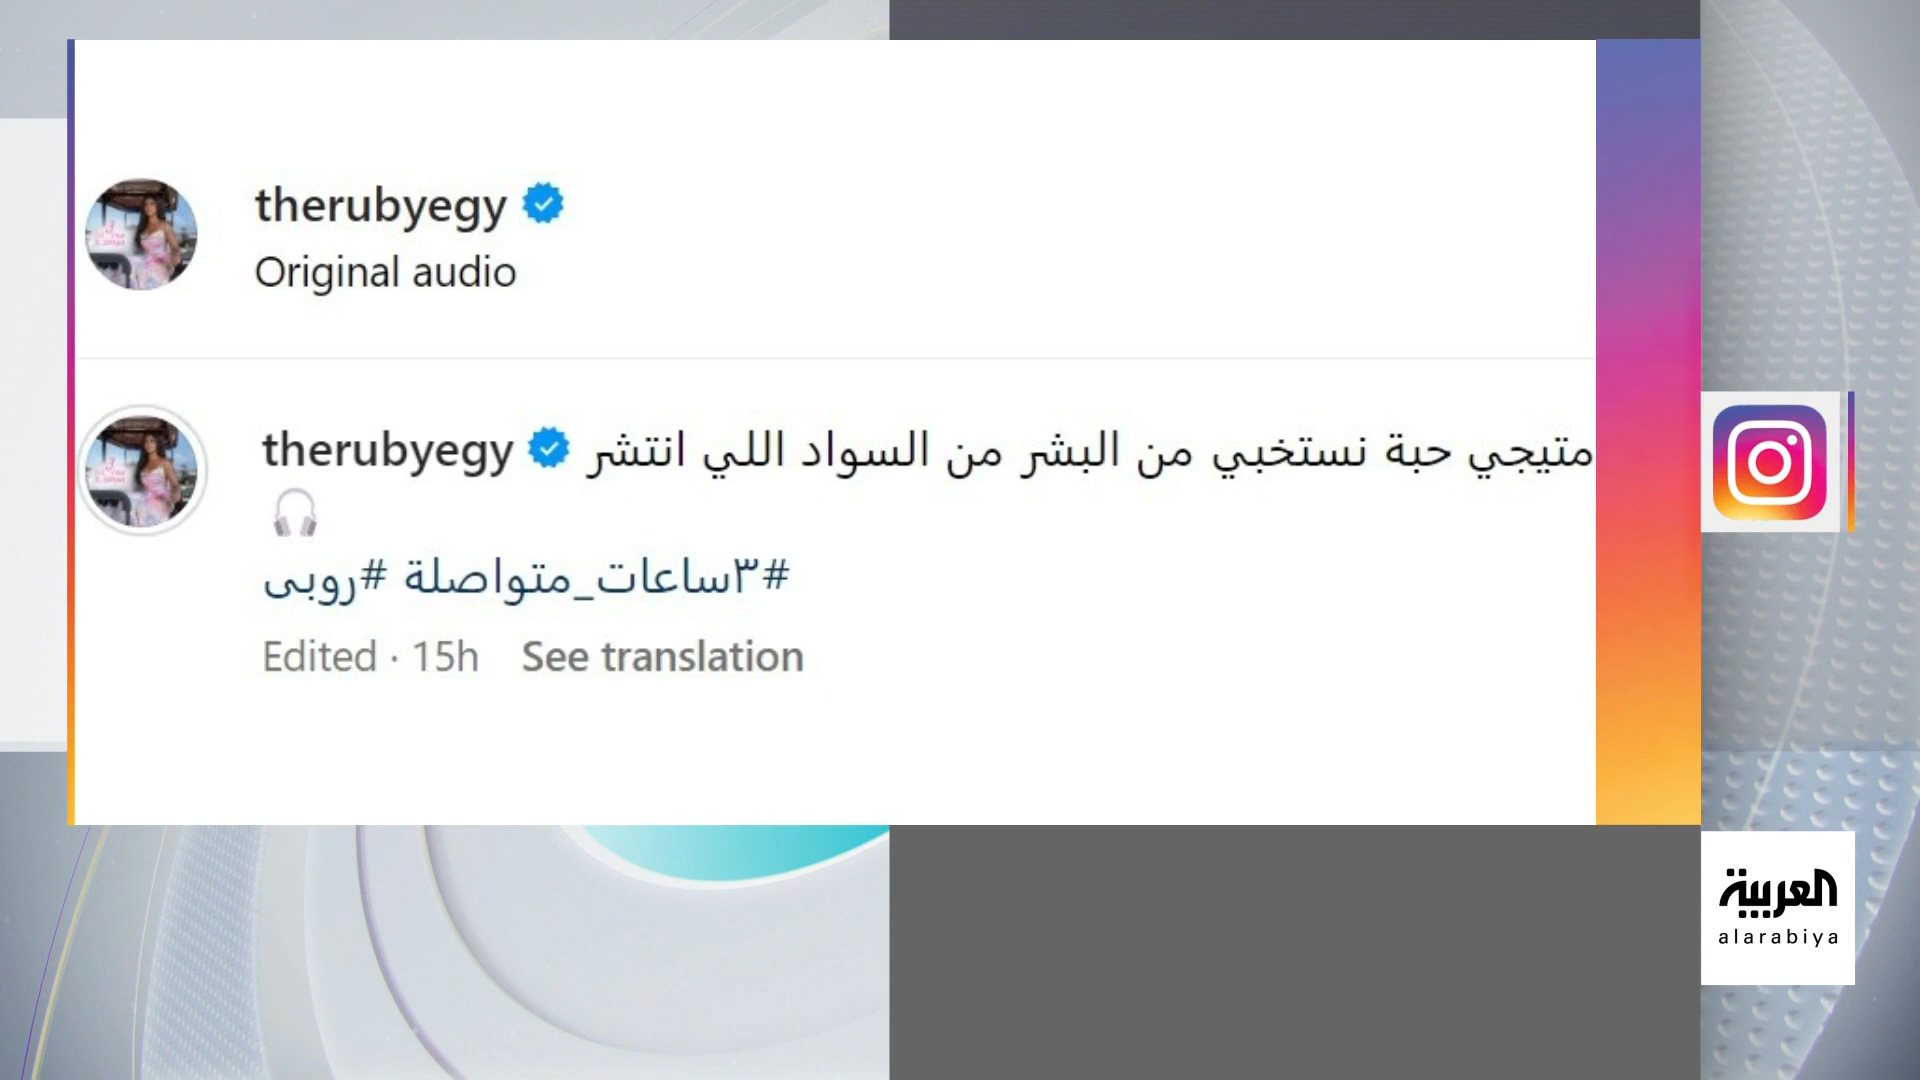 therubyegy
Original audio
therubyegy متيجي حبة نستخبي من البشر من السواد اللي انتشر
🎧
#٣ساعات_متواصلة #روبى
Edited · 15h See translation
العربية
alarabiya